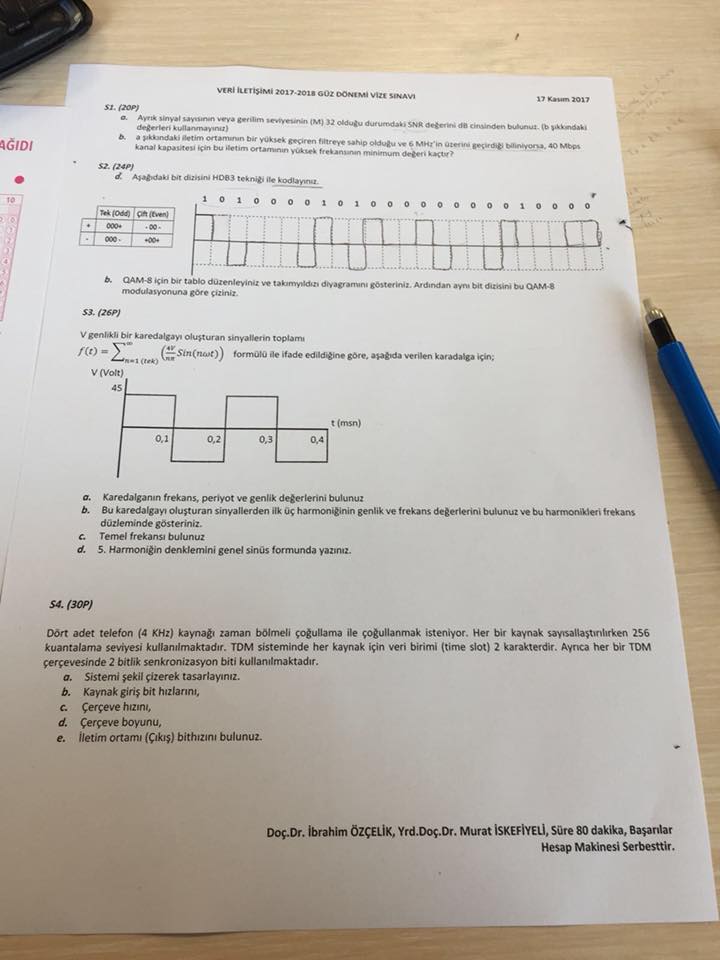 VERİ İLETİŞİMİ 2017-2018 GÜZ DÖNEMİ VİZE SINAVI
17 Kasım 2017
S1. (20P)
a. Ayrık sinyal sayısının veya gerilim seviyesinin (M) 32 olduğu durumdaki SNR değerini dB cinsinden bulunuz. (b şıkkındaki
değerleri kullanmayınız)
b. a şıkkındaki iletim ortamının bir yüksek geçiren filtreye sahip olduğu ve 6 MHz'in üzerini geçirdiği biliniyorsa, 40 Mbps
kanal kapasitesi için bu iletim ortamının yüksek frekansının minimum değeri kaçtır?
S2. (24P)
d. Aşağıdaki bit dizisini HDB3 tekniği ile kodlayınız.
1 0 1 0 0 0 0 1 0 1 0 0 0 0 0 0 0 0 1 0 0 0 0
Tek (Odd) Çift (Even)
+ 000+ -00-
- 000- +00+
b. QAM-8 için bir tablo düzenleyiniz ve takımyıldızı diyagramını gösteriniz. Ardından aynı bit dizisini bu QAM-8
modulasyonuna göre çiziniz.
S3. (26P)
V genlikli bir karedalgayı oluşturan sinyallerin toplamı
f(t) = ∑ₙ₌₁ ₍ₜₑₖ₎^∞ (4V/nπ Sin(nωt)) formülü ile ifade edildiğine göre, aşağıda verilen karadalga için;
V (Volt)
45
t (msn)
0,1 0,2 0,3 0,4
a. Karedalganın frekans, periyot ve genlik değerlerini bulunuz
b. Bu karedalgayı oluşturan sinyallerden ilk üç harmoniğinin genlik ve frekans değerlerini bulunuz ve bu harmonikleri frekans
düzleminde gösteriniz.
c. Temel frekansı bulunuz
d. 5. Harmoniğin denklemini genel sinüs formunda yazınız.
S4. (30P)
Dört adet telefon (4 KHz) kaynağı zaman bölmeli çoğullama ile çoğullanmak isteniyor. Her bir kaynak sayısallaştırılırken 256
kuantalama seviyesi kullanılmaktadır. TDM sisteminde her kaynak için veri birimi (time slot) 2 karakterdir. Ayrıca her bir TDM
çerçevesinde 2 bitlik senkronizasyon biti kullanılmaktadır.
a. Sistemi şekil çizerek tasarlayınız.
b. Kaynak giriş bit hızlarını,
c. Çerçeve hızını,
d. Çerçeve boyunu,
e. İletim ortamı (Çıkış) bithızını bulunuz.
Doç.Dr. İbrahim ÖZÇELİK, Yrd.Doç.Dr. Murat İSKEFİYELİ, Süre 80 dakika, Başarılar
Hesap Makinesi Serbesttir.
AĞIDI
10